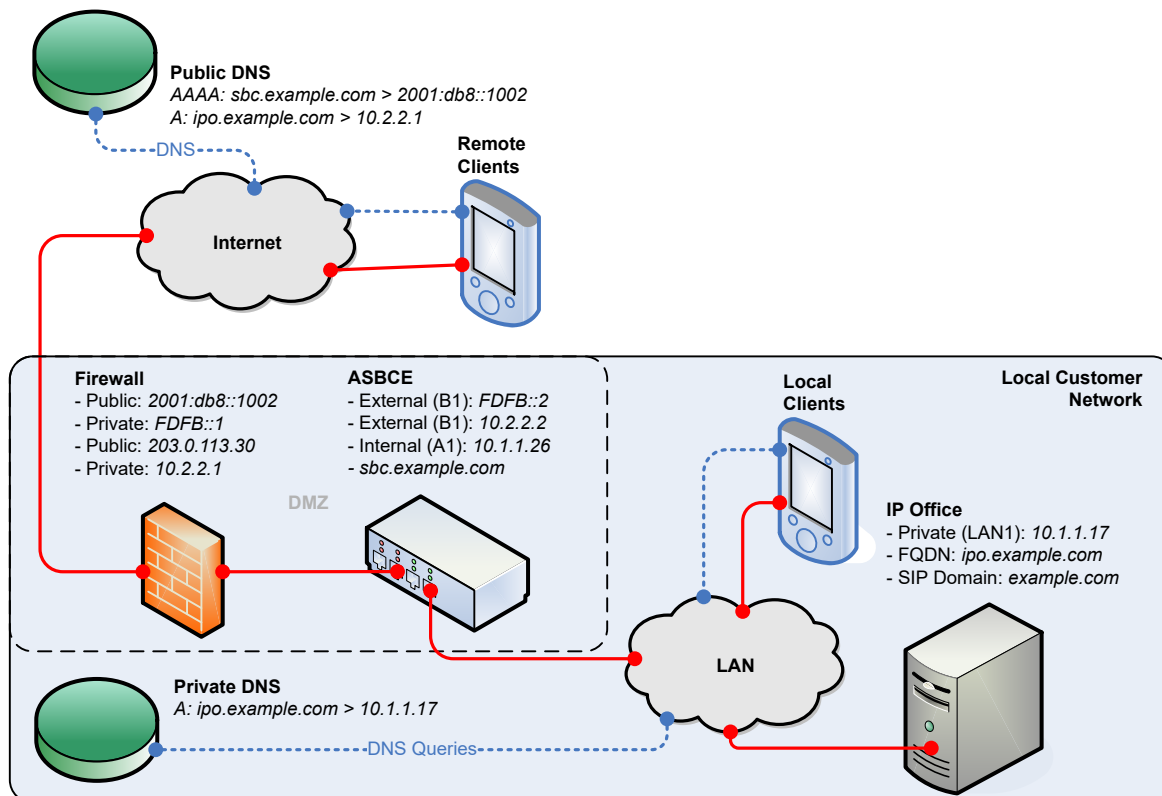 Public DNS
AAAA: sbc.example.com > 2001:db8::1002
A: ipo.example.com > 10.2.2.1
DNS
Remote
Clients
Internet
Firewall
- Public: 2001:db8::1002
- Private: FDFB::1
- Public: 203.0.113.30
- Private: 10.2.2.1
ASBCE
- External (B1): FDFB::2
- External (B1): 10.2.2.2
- Internal (A1): 10.1.1.26
- sbc.example.com
DMZ
Local
Clients
Local Customer
Network
IP Office
- Private (LAN1): 10.1.1.17
- FQDN: ipo.example.com
- SIP Domain: example.com
LAN
Private DNS
A: ipo.example.com > 10.1.1.17
DNS Queries